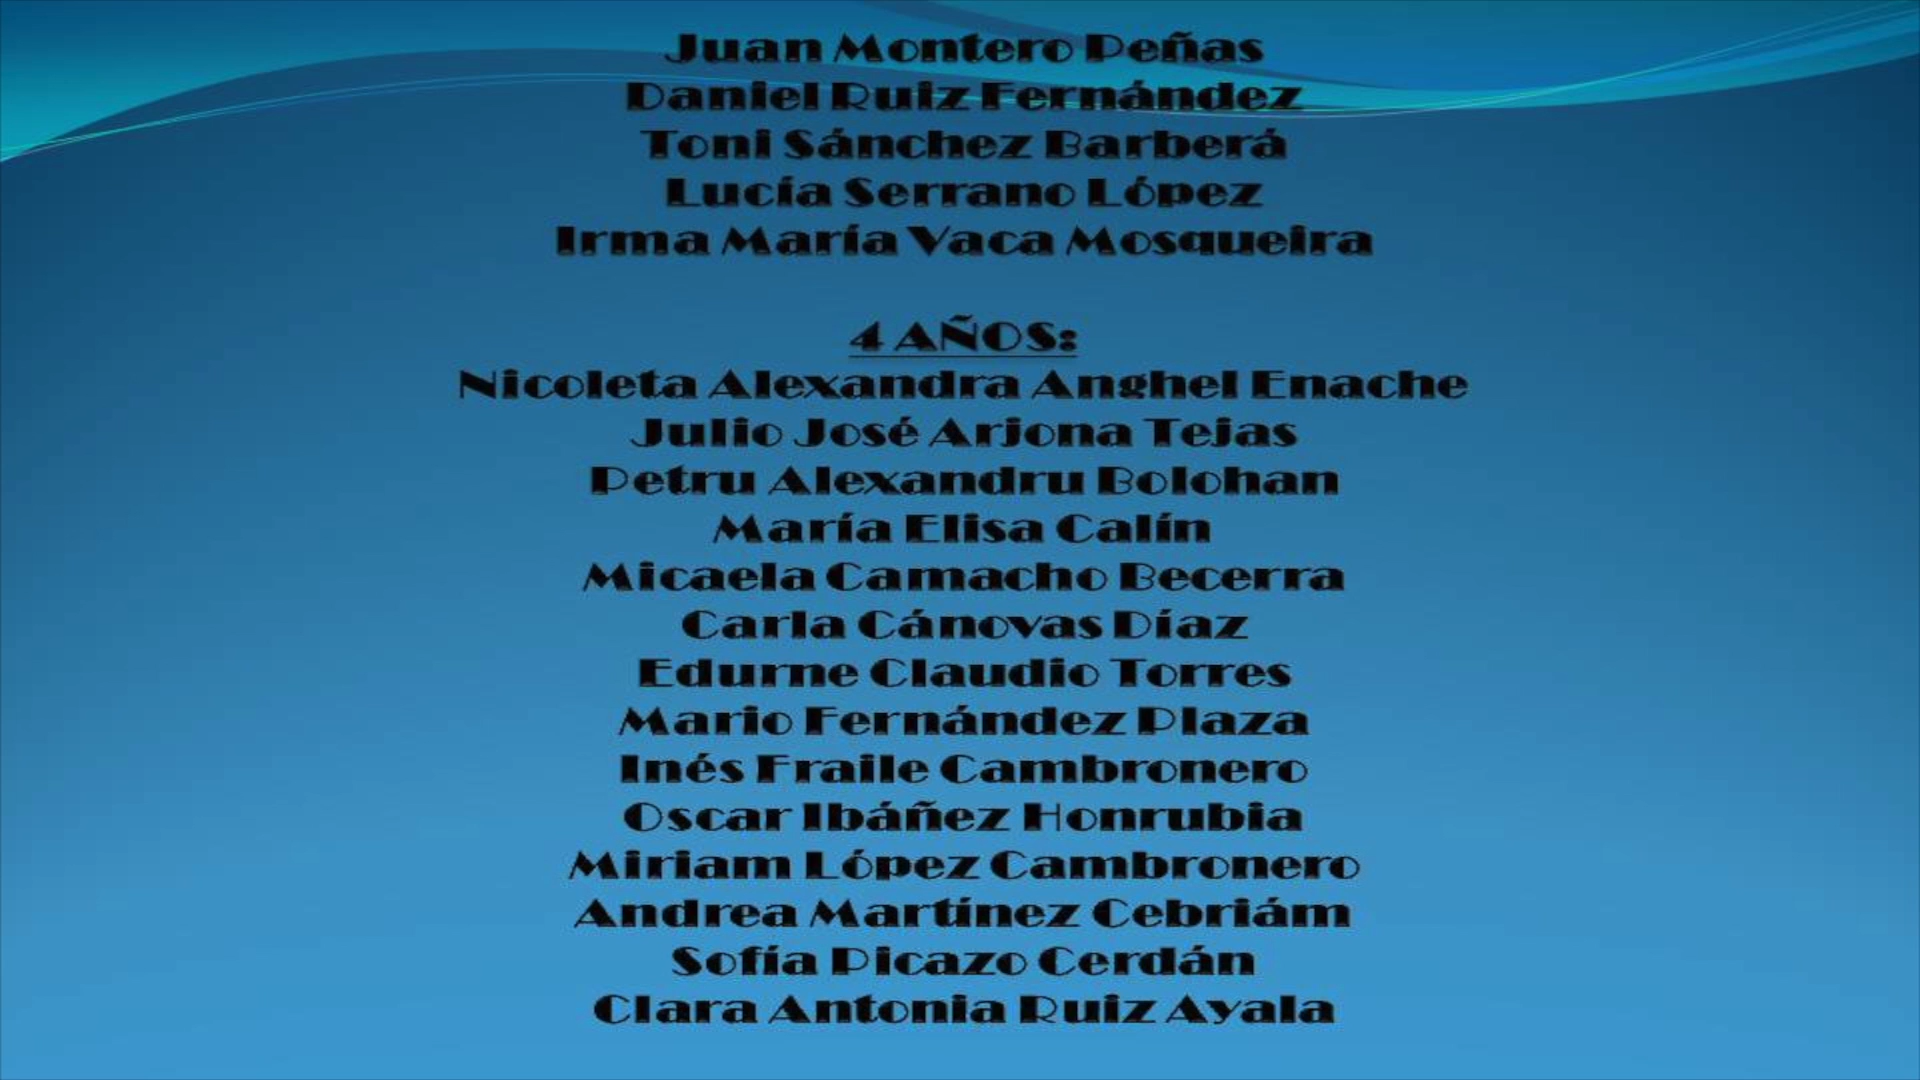 Juan Montero Peñas
Daniel Ruiz Fernández
Toni Sánchez Barberá
Lucía Serrano López
Irma María Vaca Mosqueira
4 AÑOS:
Nicoleta Alexandra Anghel Enache
Julio José Arjona Tejas
Petru Alexandru Bolohan
María Elisa Calín
Micaela Camacho Becerra
Carla Cánovas Díaz
Edurne Claudio Torres
Mario Fernández Plaza
Inés Fraile Cambronero
Oscar Ibáñez Honrubia
Miriam López Cambronero
Andrea Martínez Cebriám
Sofía Picazo Cerdán
Clara Antonia Ruiz Ayala